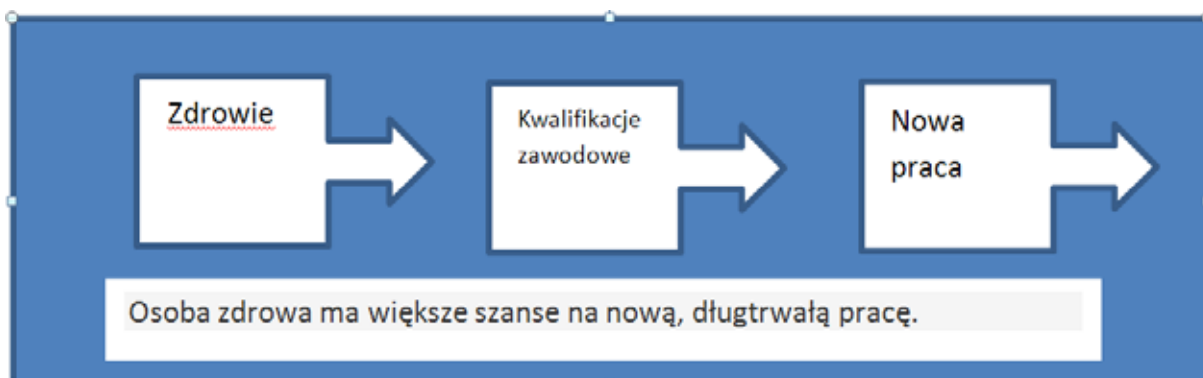 Zdrowie
Kwalifikacje
zawodowe
Nowa
praca
Osoba zdrowa ma większe szanse na nową, długtrwałą pracę.